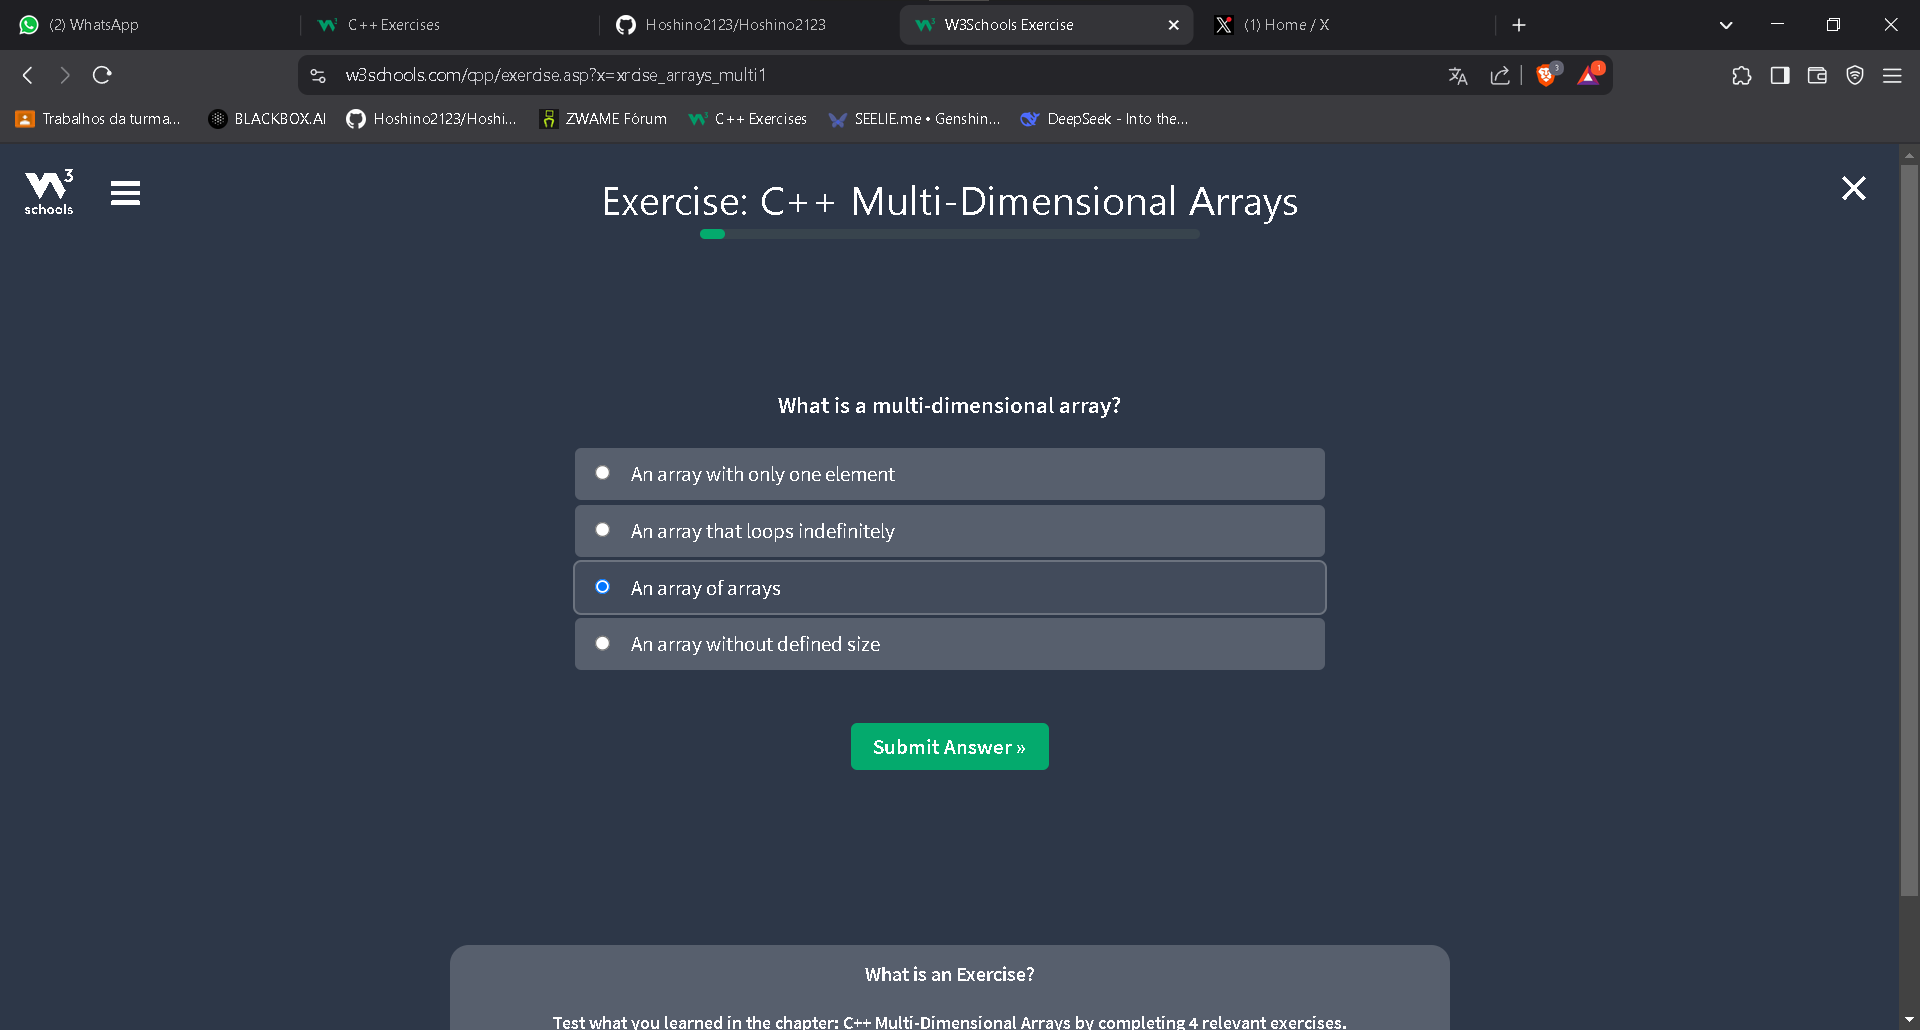 (2) WhatsApp
C++ Exercises
Hoshino2123/Hoshino2123
W3Schools Exercise
(1) Home / X
w3schools.com/cpp/exercise.asp?x=xrcise_arrays_multi1
3
1
Trabalhos da turma...
BLACKBOX.AI
Hoshino2123/Hoshi...
ZWAME Fórum
C++ Exercises
SEELIE.me • Genshin...
DeepSeek - Into the...
3
schools
Exercise: C++ Multi-Dimensional Arrays
What is a multi-dimensional array?
An array with only one element
An array that loops indefinitely
An array of arrays
An array without defined size
Submit Answer »
What is an Exercise?
Test what you learned in the chapter: C++ Multi-Dimensional Arrays by completing 4 relevant exercises.